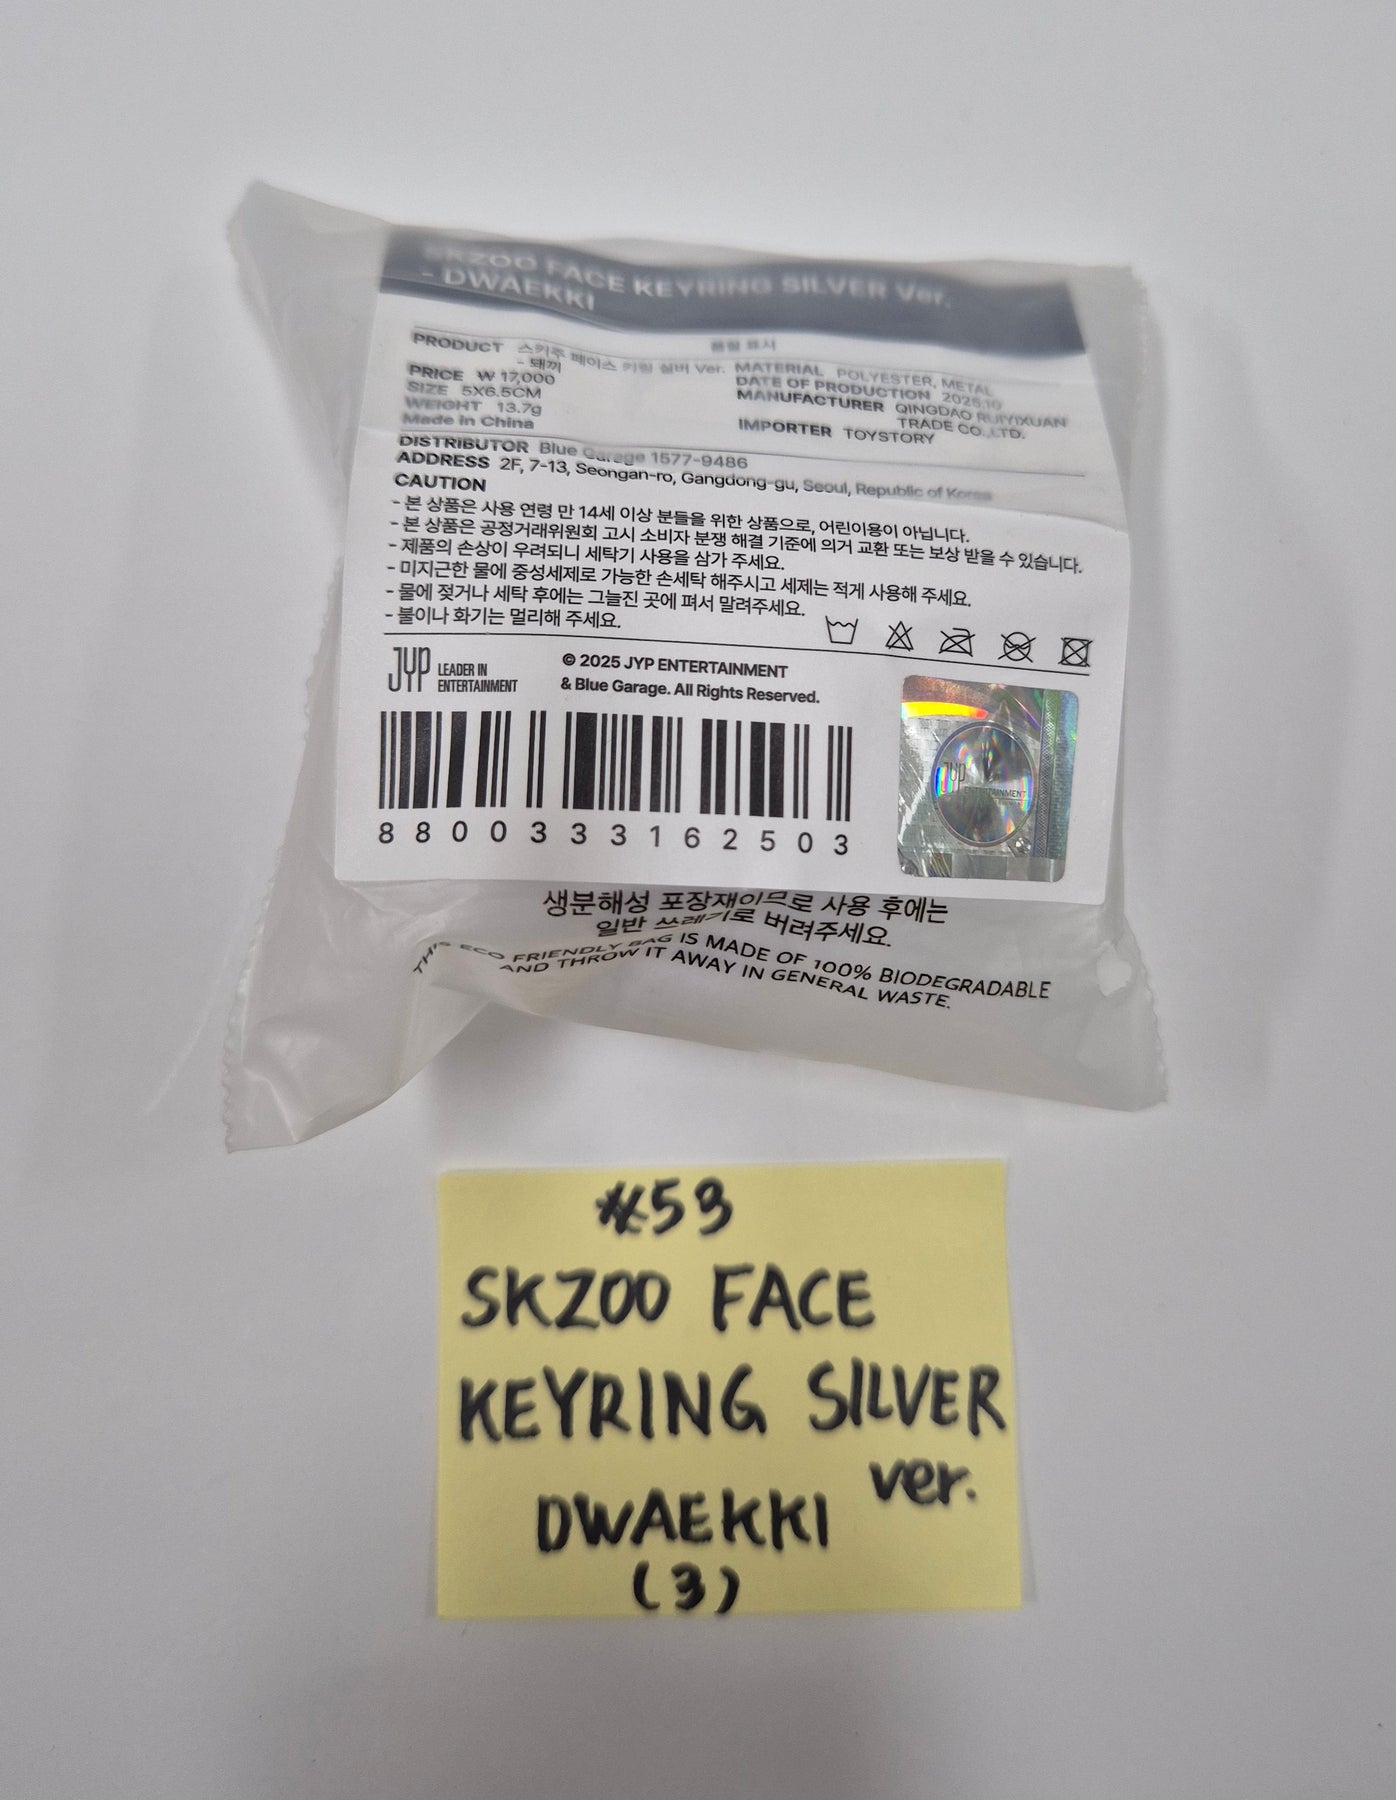 SKZOO FACE KEYRING SILVER Ver.
- DWAEKKI
품질 표시
PRODUCT 스키주 페이스 키링 실버 Ver.
- 돼끼
PRICE ₩ 17,000
SIZE 5X6.5CM
WEIGHT 13.7g
Made in China
MATERIAL POLYESTER, METAL
DATE OF PRODUCTION 2025.10
MANUFACTURER QINGDAO RUIYIXUAN
TRADE CO.,LTD.
IMPORTER TOYSTORY
DISTRIBUTOR Blue Garage 1577-9486
ADDRESS 2F, 7-13, Seongan-ro, Gangdong-gu, Seoul, Republic of Korea
CAUTION
- 본 상품은 사용 연령 만 14세 이상 분들을 위한 상품으로, 어린이용이 아닙니다.
- 본 상품은 공정거래위원회 고시 소비자 분쟁 해결 기준에 의거 교환 또는 보상 받을 수 있습니다.
- 제품의 손상이 우려되니 세탁기 사용을 삼가 주세요.
- 미지근한 물에 중성세제로 가능한 손세탁 해주시고 세제는 적게 사용해 주세요.
- 물에 젖거나 세탁 후에는 그늘진 곳에 펴서 말려주세요.
- 불이나 화기는 멀리해 주세요.
JYP LEADER IN
ENTERTAINMENT
© 2025 JYP ENTERTAINMENT
& Blue Garage. All Rights Reserved.
JYP
ENTERTAINMENT
8800333162503
생분해성 포장재이므로 사용 후에는
일반 쓰레기로 버려주세요.
THIS ECO FRIENDLY BAG IS MADE OF 100% BIODEGRADABLE
AND THROW IT AWAY IN GENERAL WASTE.
#53
SKZOO FACE
KEYRING SILVER
ver.
DWAEKKI
(3)